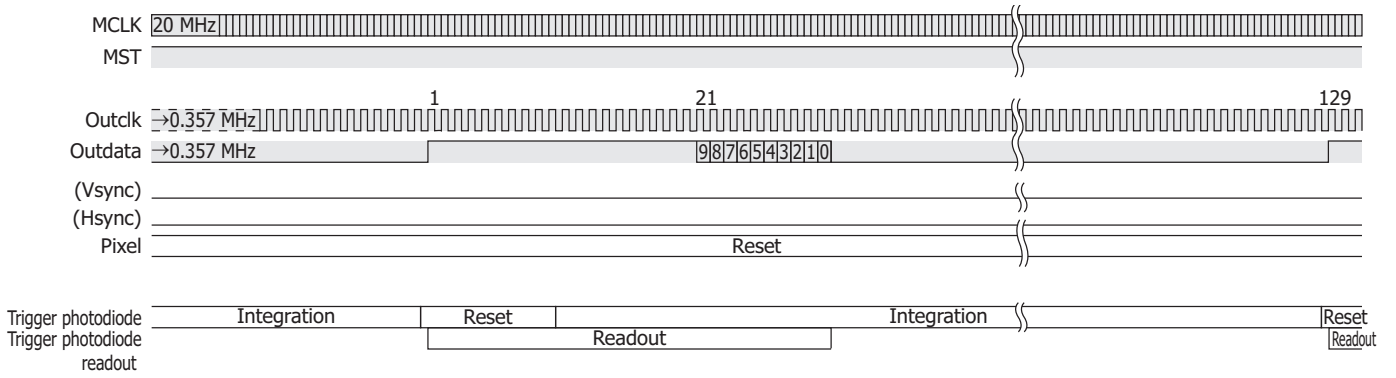 MCLK 20 MHz
MST
1 21 129
Outclk →0.357 MHz
Outdata →0.357 MHz 9 8 7 6 5 4 3 2 1 0
(Vsync)
(Hsync)
Pixel Reset
Trigger photodiode Integration Reset Integration Reset
Trigger photodiode readout Readout Readout